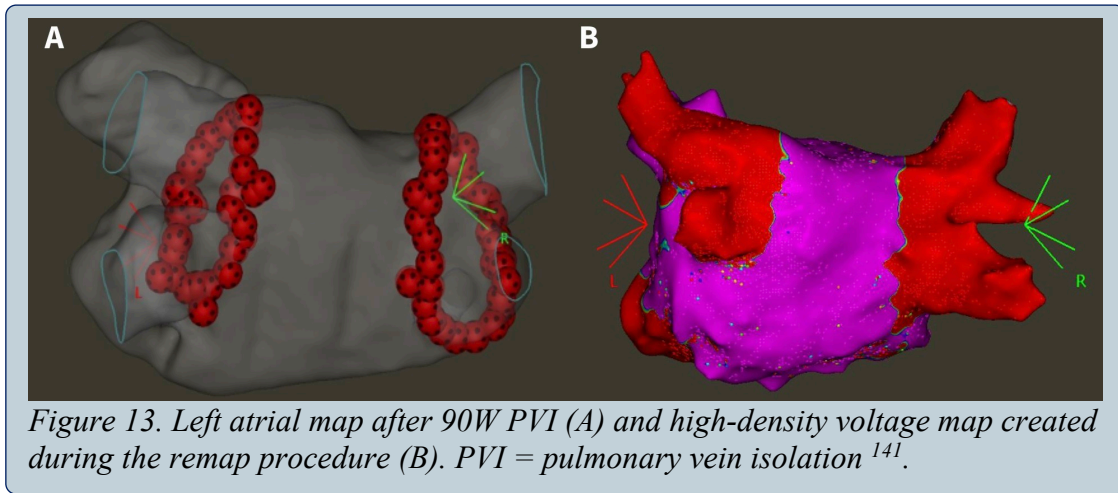 A
B
L
R
L
R
Figure 13. Left atrial map after 90W PVI (A) and high-density voltage map created
during the remap procedure (B). PVI = pulmonary vein isolation 141.